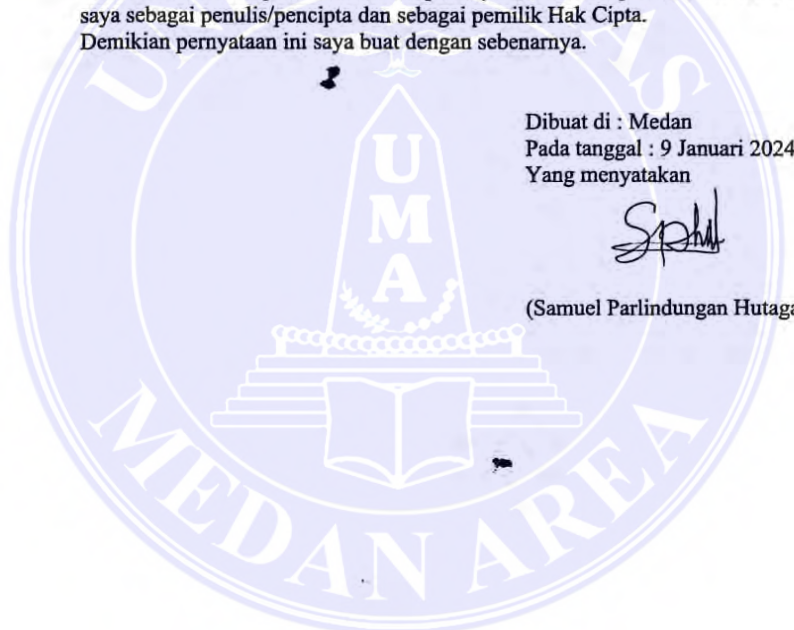 saya sebagai penulis/pencipta dan sebagai pemilik Hak Cipta.
Demikian pernyataan ini saya buat dengan sebenarnya.
Dibuat di : Medan
Pada tanggal : 9 Januari 2024
Yang menyatakan
(Samuel Parlindungan
UMA
MEDAN AREA